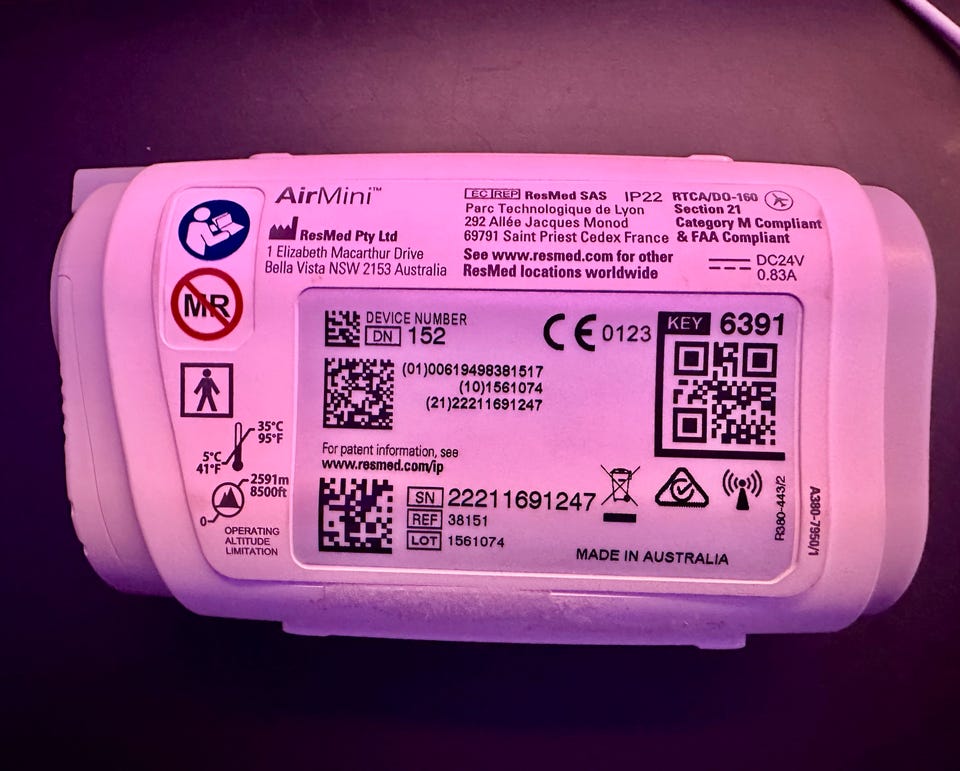 AirMini™
ResMed Pty Ltd
1 Elizabeth Macarthur Drive
Bella Vista NSW 2153 Australia
EC REP ResMed SAS
Parc Technologique de Lyon
292 Allée Jacques Monod
69791 Saint Priest Cedex France
See www.resmed.com for other
ResMed locations worldwide
IP22
RTCA/DO-160
Section 21
Category M Compliant
& FAA Compliant
DC24V
0.83A
MR
35°C
95°F
5°C
41°F
2591m
8500ft
0
OPERATING
ALTITUDE
LIMITATION
DEVICE NUMBER
DN 152
CE 0123
KEY 6391
(01)00619498381517
(10)1561074
(21)22211691247
For patent information, see
www.resmed.com/ip
SN 22211691247
REF 38151
LOT 1561074
MADE IN AUSTRALIA
R380-443/2
A380-7950/1